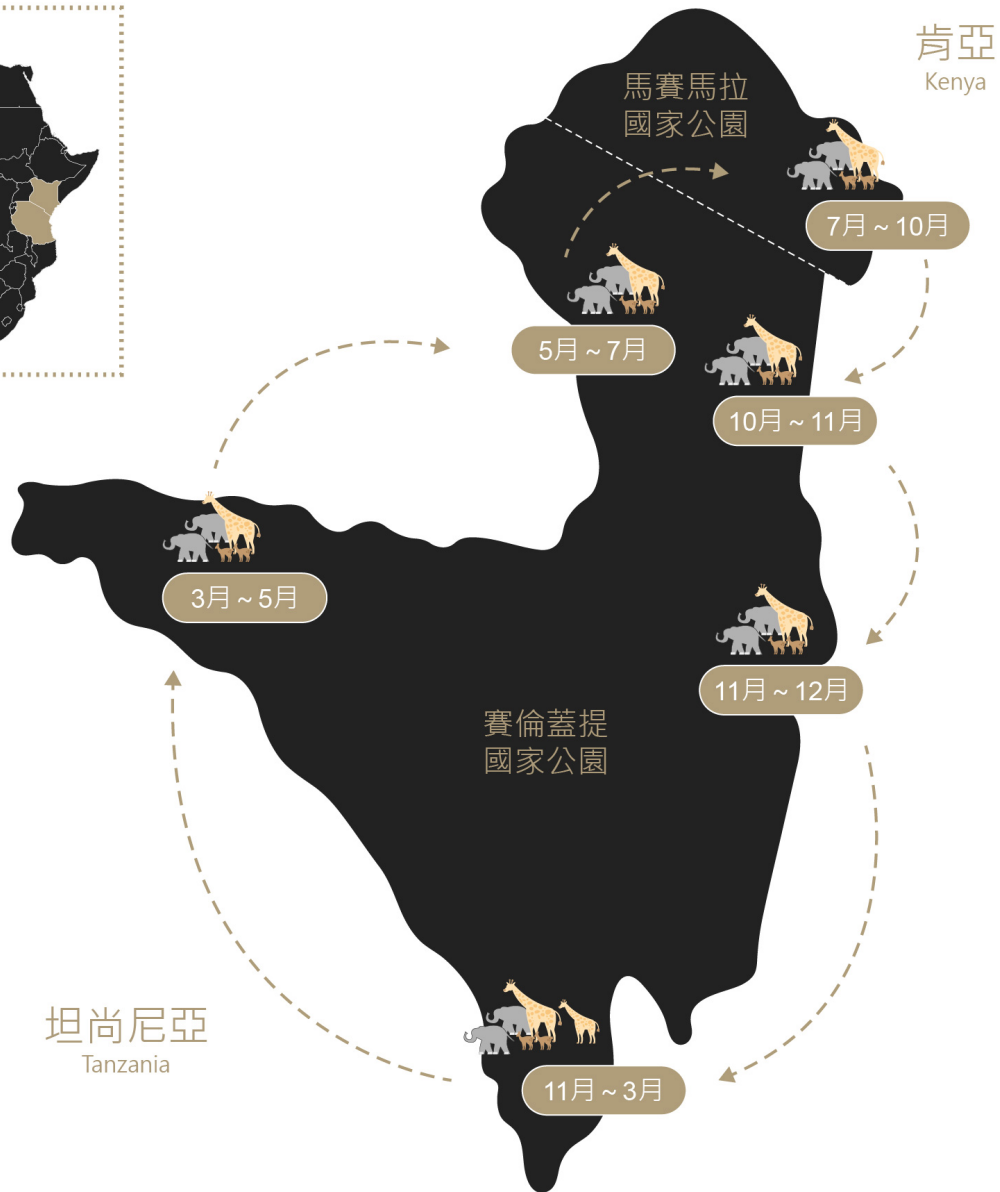 肯亞
Kenya
馬賽馬拉
國家公園
7月 ~ 10月
5月 ~ 7月
10月 ~ 11月
3月 ~ 5月
11月 ~ 12月
賽倫蓋提
國家公園
坦尚尼亞
Tanzania
11月 ~ 3月